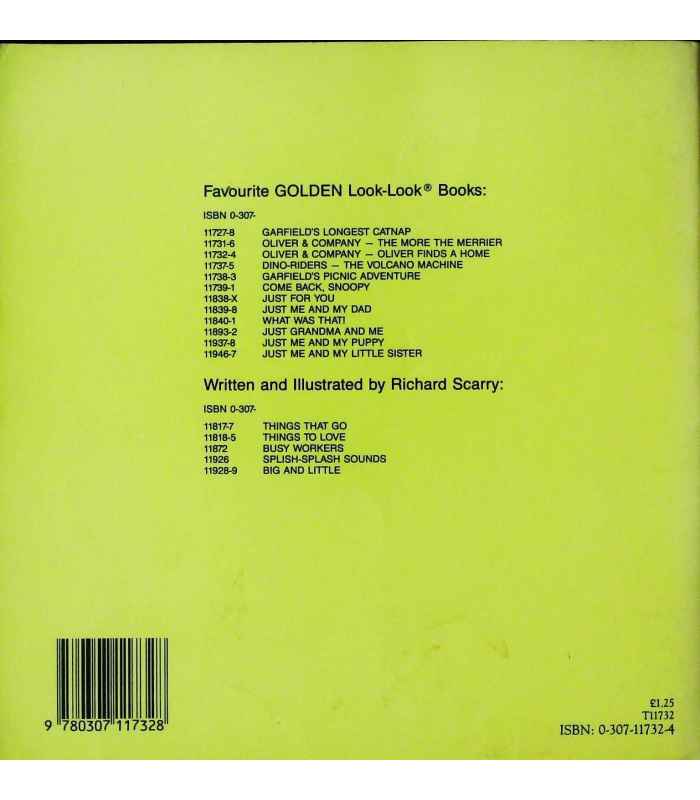 Favourite GOLDEN Look-Look® Books:
ISBN 0-307-
11727-8 GARFIELD'S LONGEST CATNAP
11731-6 OLIVER & COMPANY — THE MORE THE MERRIER
11732-4 OLIVER & COMPANY — OLIVER FINDS A HOME
11737-5 DINO-RIDERS — THE VOLCANO MACHINE
11738-3 GARFIELD'S PICNIC ADVENTURE
11739-1 COME BACK, SNOOPY
11838-X JUST FOR YOU
11839-8 JUST ME AND MY DAD
11840-1 WHAT WAS THAT!
11893-2 JUST GRANDMA AND ME
11937-8 JUST ME AND MY PUPPY
11946-7 JUST ME AND MY LITTLE SISTER
Written and Illustrated by Richard Scarry:
ISBN 0-307-
11817-7 THINGS THAT GO
11818-5 THINGS TO LOVE
11872 BUSY WORKERS
11926 SPLISH-SPLASH SOUNDS
11928-9 BIG AND LITTLE
9 780307 117328
£1.25
T11732
ISBN: 0-307-11732-4